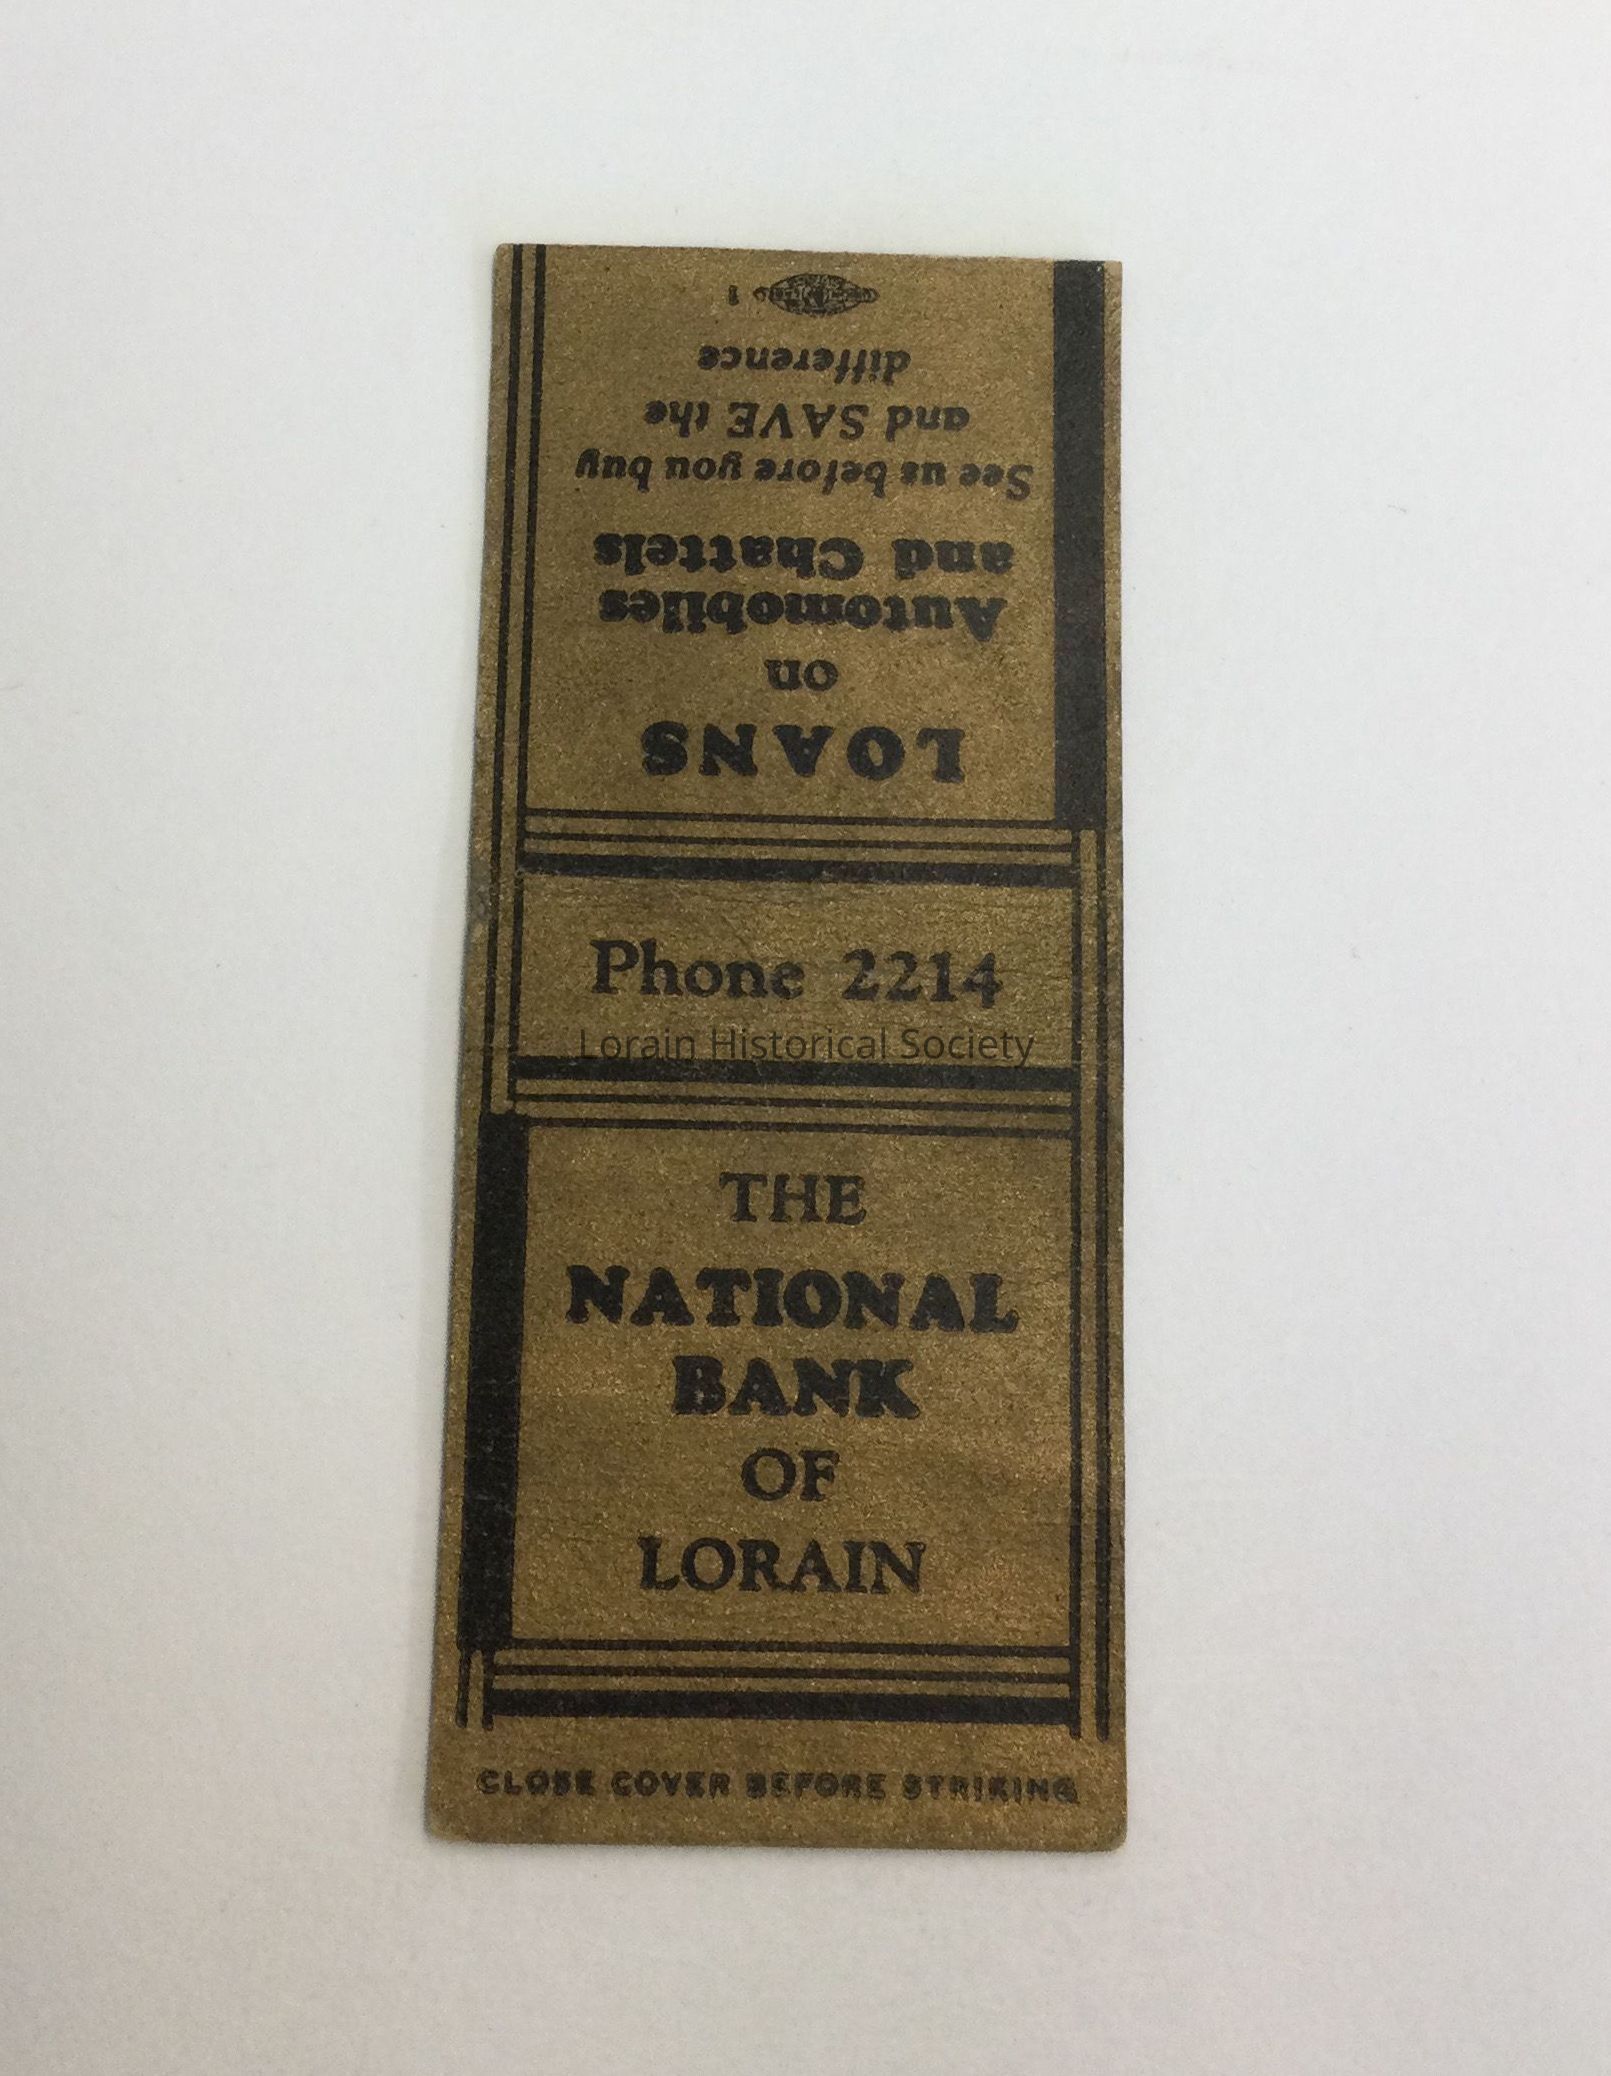 LOANS
on
Automobiles
and Chattels
See us before you buy
and SAVE the
difference
1
Phone 2214
Lorain Historical Society
THE
NATIONAL
BANK
OF
LORAIN
CLOSE COVER BEFORE STRIKING